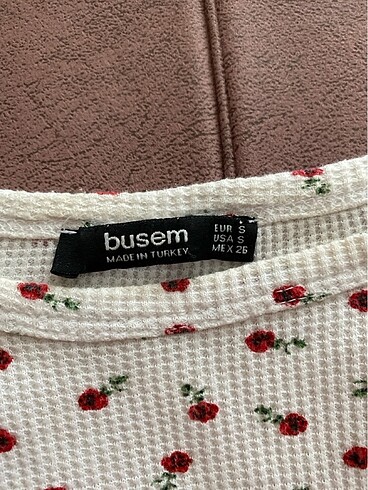 busem
MADE IN TURKEY
EUR S
USA S
MEX 26